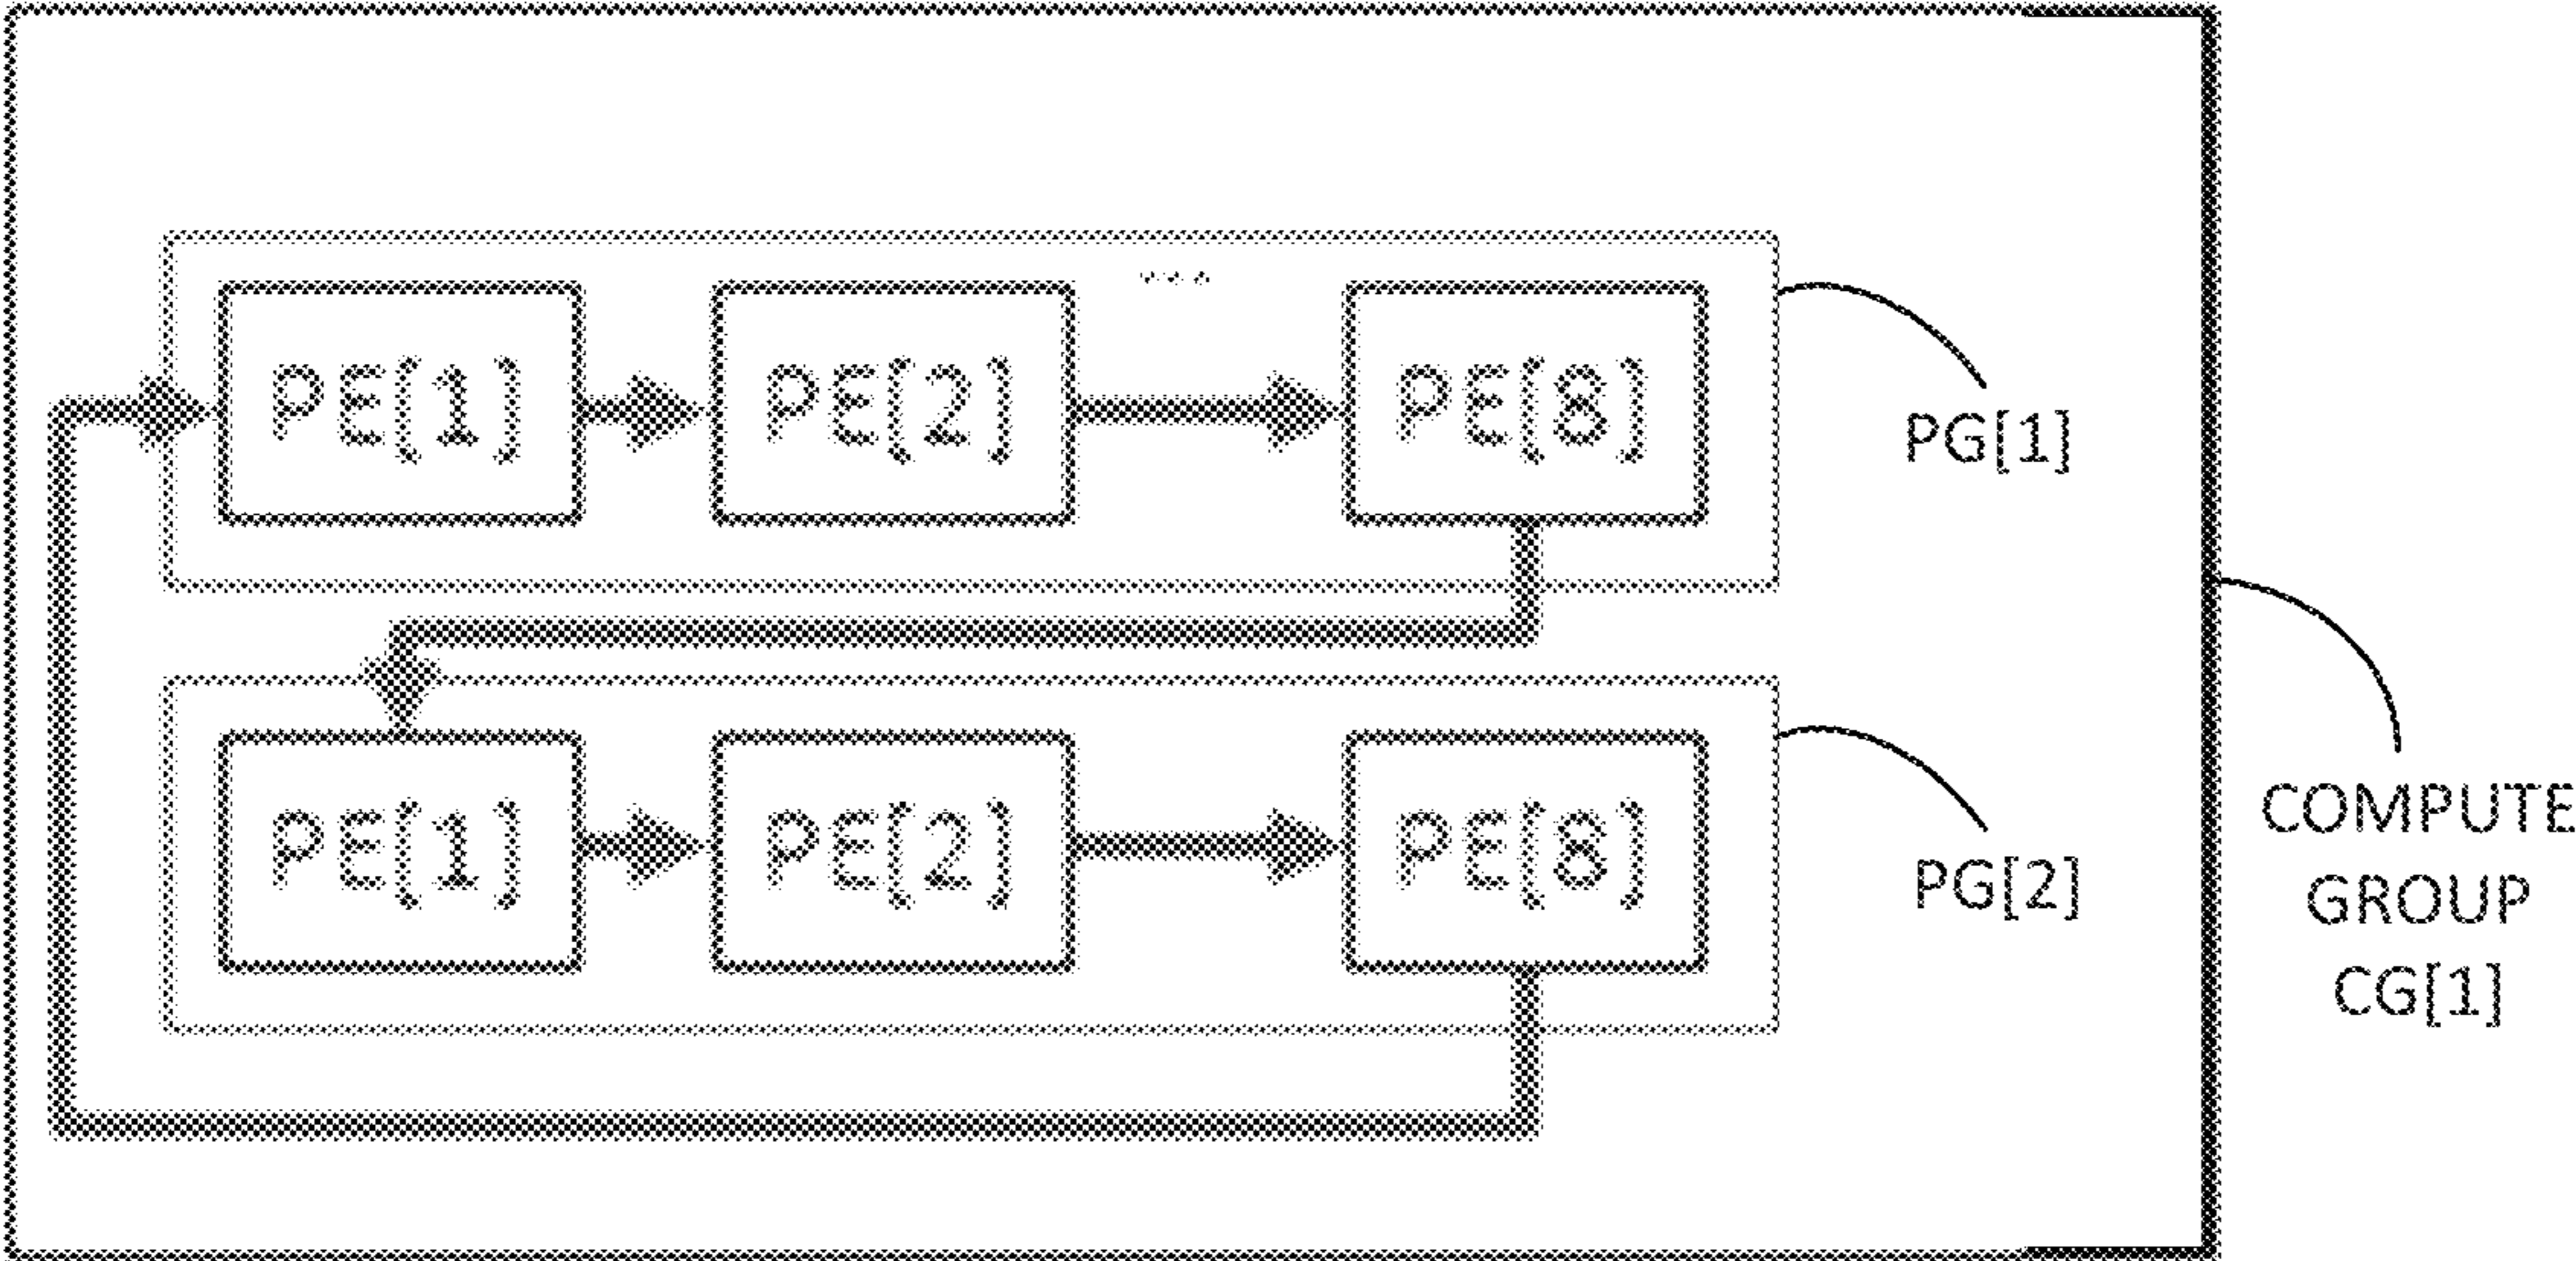 ...
PE[1] PE[2] PE[8]
PG[1]
PE[1] PE[2] PE[8]
PG[2]
COMPUTE
GROUP
CG[1]